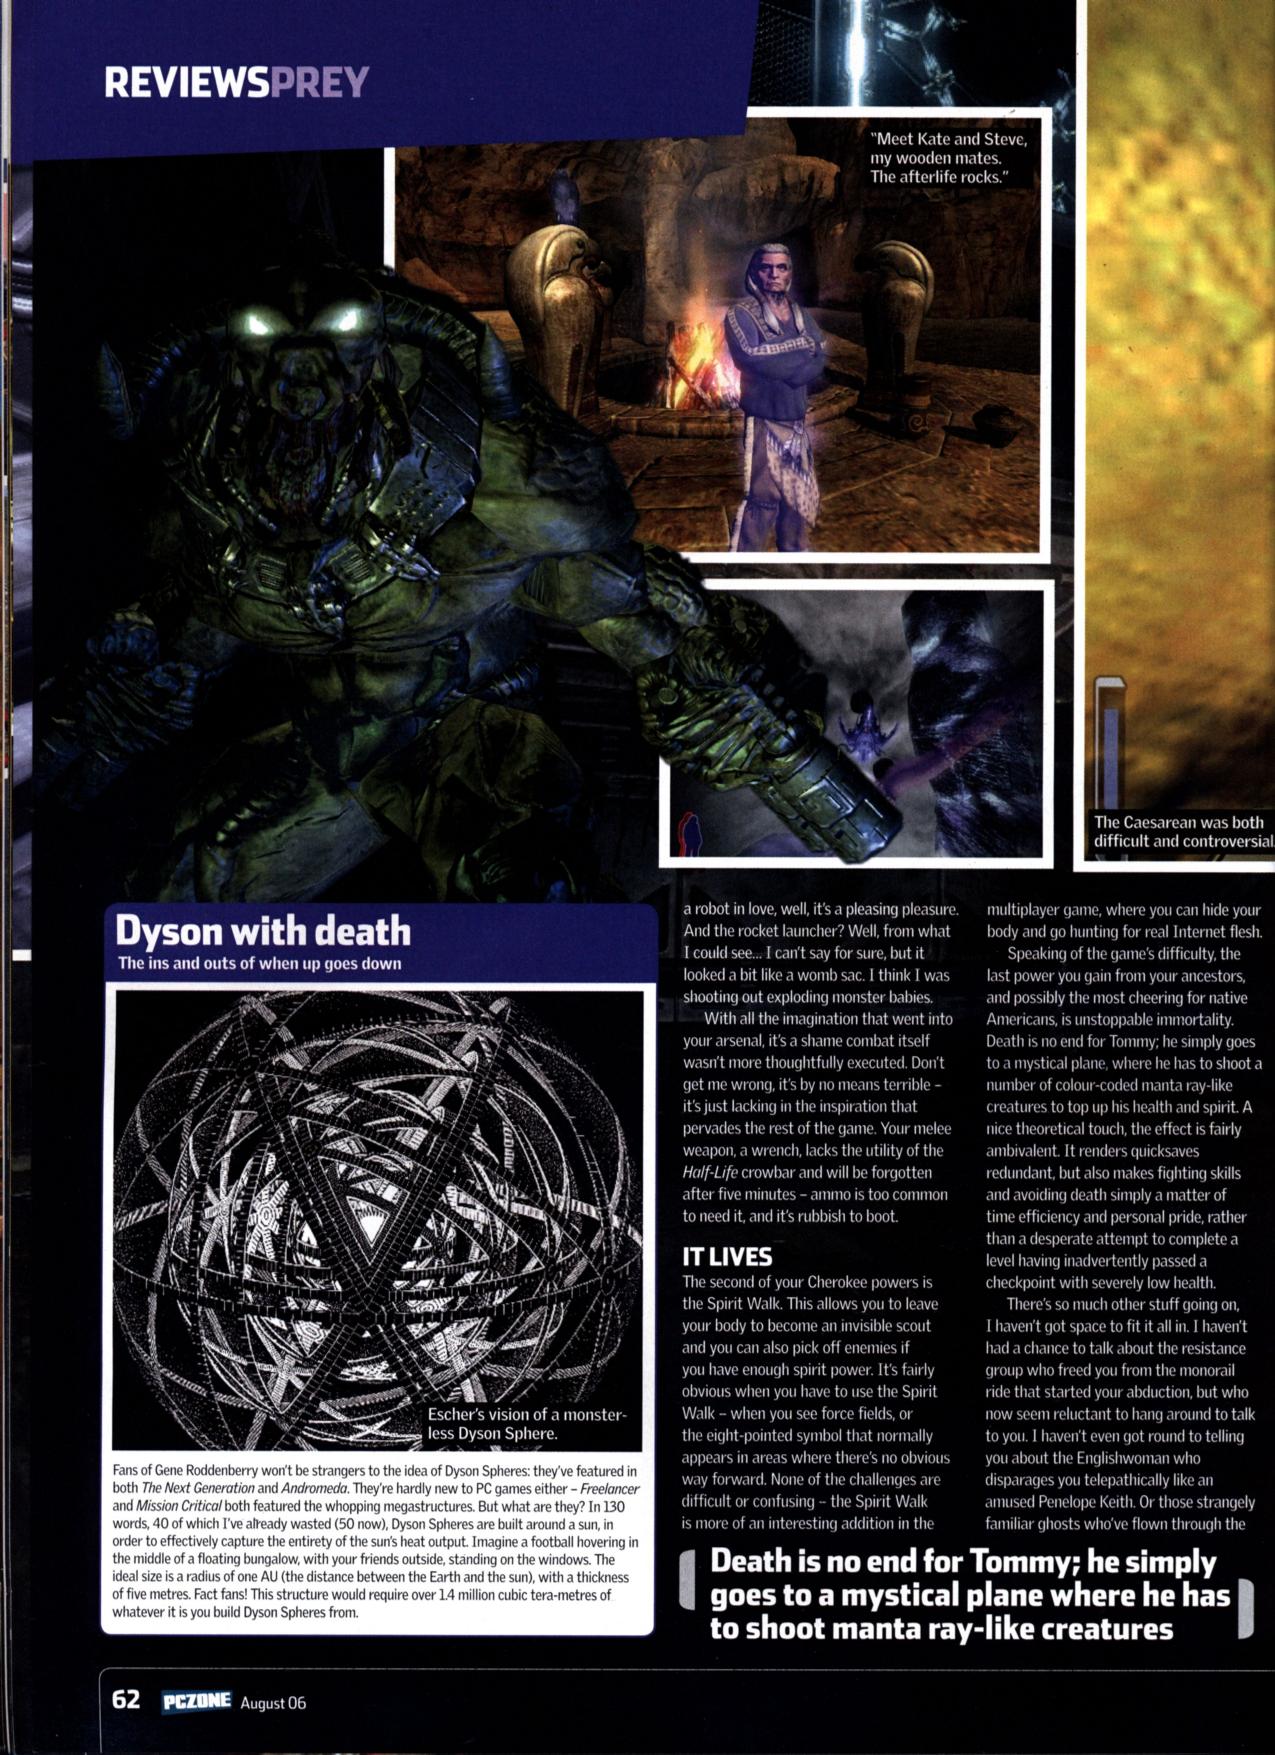 REVIEWSPREY
"Meet Kate and Steve,
my wooden mates.
The afterlife rocks."
The Caesarean was both
difficult and controversial.
Dyson with death
The ins and outs of when up goes down
Escher's vision of a monster-
less Dyson Sphere.
Fans of Gene Roddenberry won't be strangers to the idea of Dyson Spheres: they've featured in
both The Next Generation and Andromeda. They're hardly new to PC games either – Freelancer
and Mission Critical both featured the whopping megastructures. But what are they? In 130
words, 40 of which I've already wasted (50 now), Dyson Spheres are built around a sun, in
order to effectively capture the entirety of the sun's heat output. Imagine a football hovering in
the middle of a floating bungalow, with your friends outside, standing on the windows. The
ideal size is a radius of one AU (the distance between the Earth and the sun), with a thickness
of five metres. Fact fans! This structure would require over 1.4 million cubic tera-metres of
whatever it is you build Dyson Spheres from.
a robot in love, well, it's a pleasing pleasure.
And the rocket launcher? Well, from what
I could see... I can't say for sure, but it
looked a bit like a womb sac. I think I was
shooting out exploding monster babies.
With all the imagination that went into
your arsenal, it's a shame combat itself
wasn't more thoughtfully executed. Don't
get me wrong, it's by no means terrible –
it's just lacking in the inspiration that
pervades the rest of the game. Your melee
weapon, a wrench, lacks the utility of the
Half-Life crowbar and will be forgotten
after five minutes – ammo is too common
to need it, and it's rubbish to boot.
IT LIVES
The second of your Cherokee powers is
the Spirit Walk. This allows you to leave
your body to become an invisible scout
and you can also pick off enemies if
you have enough spirit power. It's fairly
obvious when you have to use the Spirit
Walk – when you see force fields, or
the eight-pointed symbol that normally
appears in areas where there's no obvious
way forward. None of the challenges are
difficult or confusing – the Spirit Walk
is more of an interesting addition in the
multiplayer game, where you can hide your
body and go hunting for real Internet flesh.
Speaking of the game's difficulty, the
last power you gain from your ancestors,
and possibly the most cheering for native
Americans, is unstoppable immortality.
Death is no end for Tommy; he simply goes
to a mystical plane, where he has to shoot a
number of colour-coded manta ray-like
creatures to top up his health and spirit. A
nice theoretical touch, the effect is fairly
ambivalent. It renders quicksaves
redundant, but also makes fighting skills
and avoiding death simply a matter of
time efficiency and personal pride, rather
than a desperate attempt to complete a
level having inadvertently passed a
checkpoint with severely low health.
There's so much other stuff going on,
I haven't got space to fit it all in. I haven't
had a chance to talk about the resistance
group who freed you from the monorail
ride that started your abduction, but who
now seem reluctant to hang around to talk
to you. I haven't even got round to telling
you about the Englishwoman who
disparages you telepathically like an
amused Penelope Keith. Or those strangely
familiar ghosts who've flown through the
Death is no end for Tommy; he simply
goes to a mystical plane where he has
to shoot manta ray-like creatures
62 PCZONE August 06